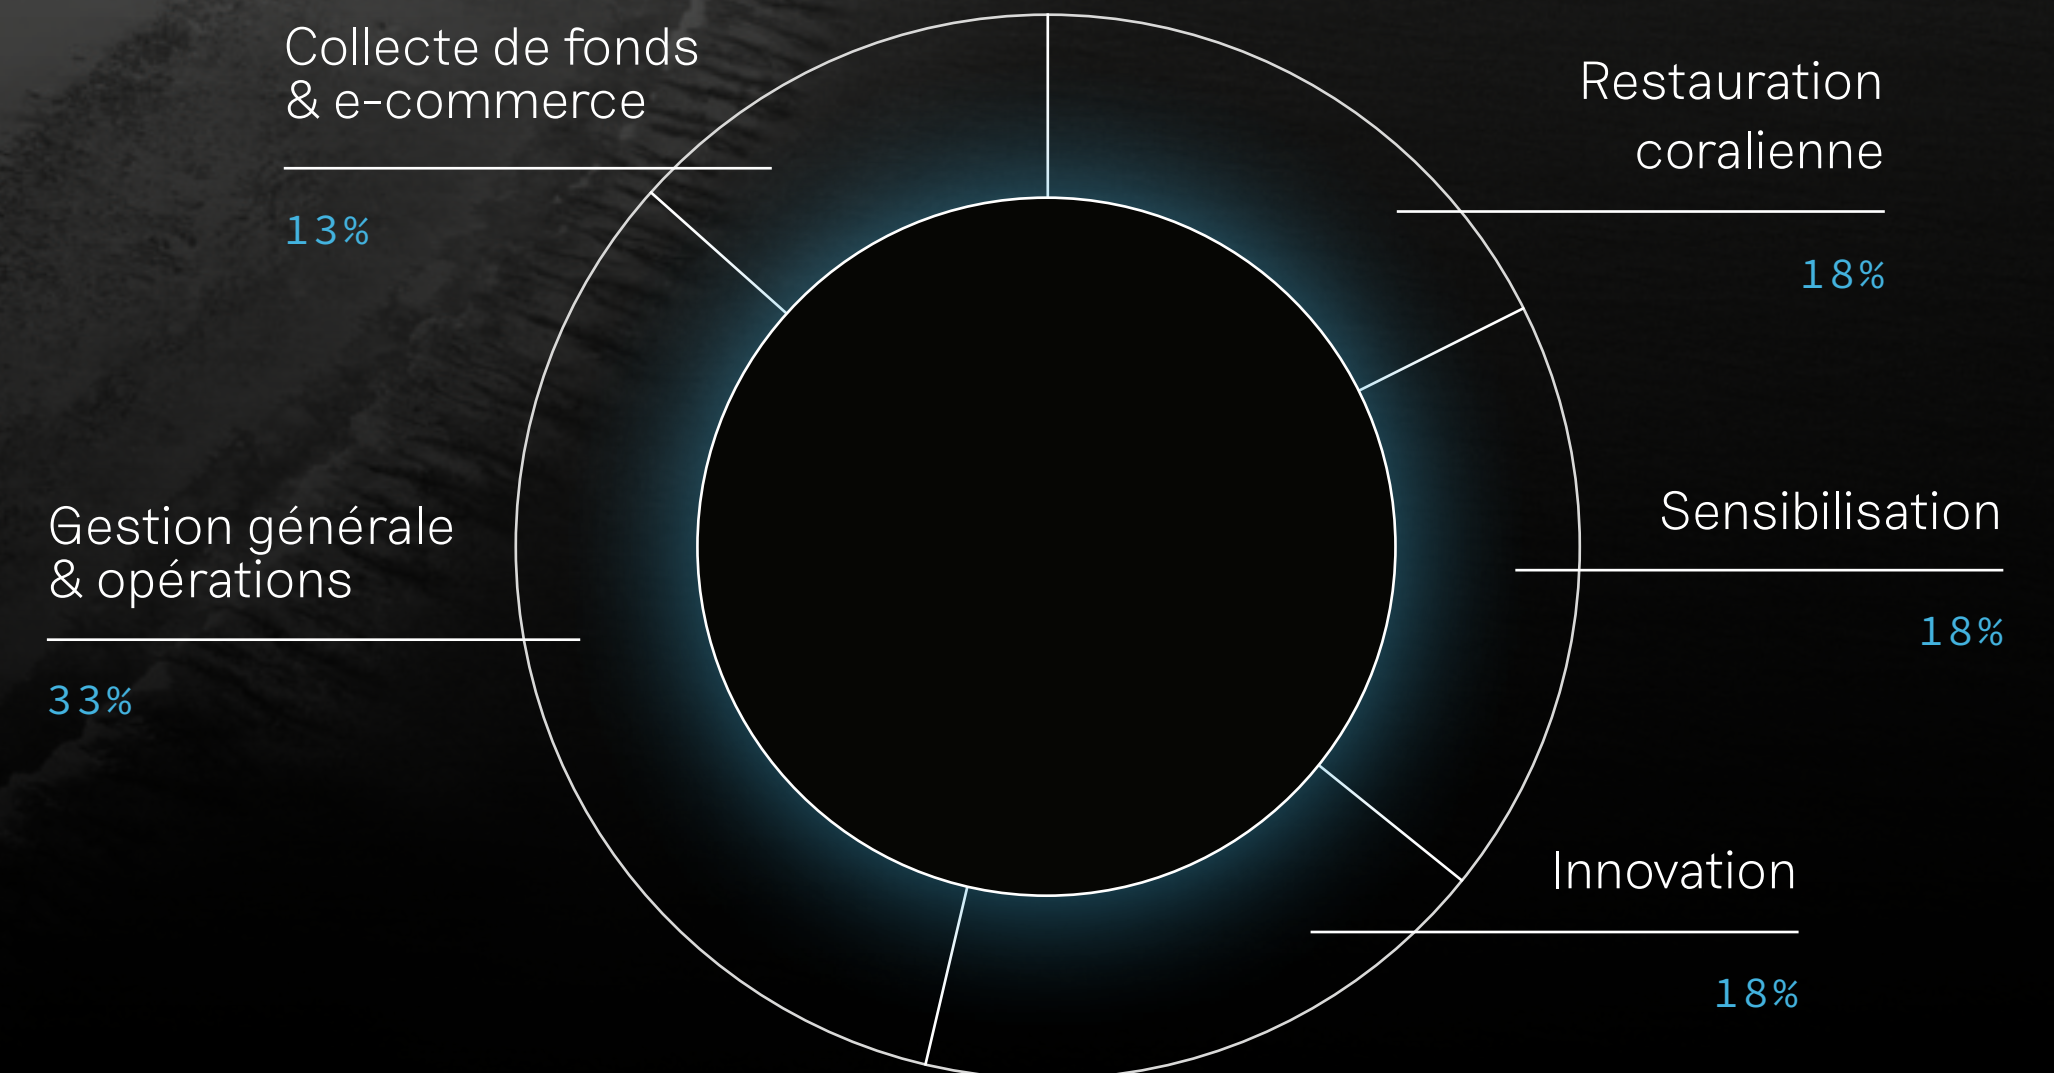 Collecte de fonds
& e-commerce
13%
Restauration
coralienne
18%
Gestion générale
& opérations
33%
Sensibilisation
18%
Innovation
18%